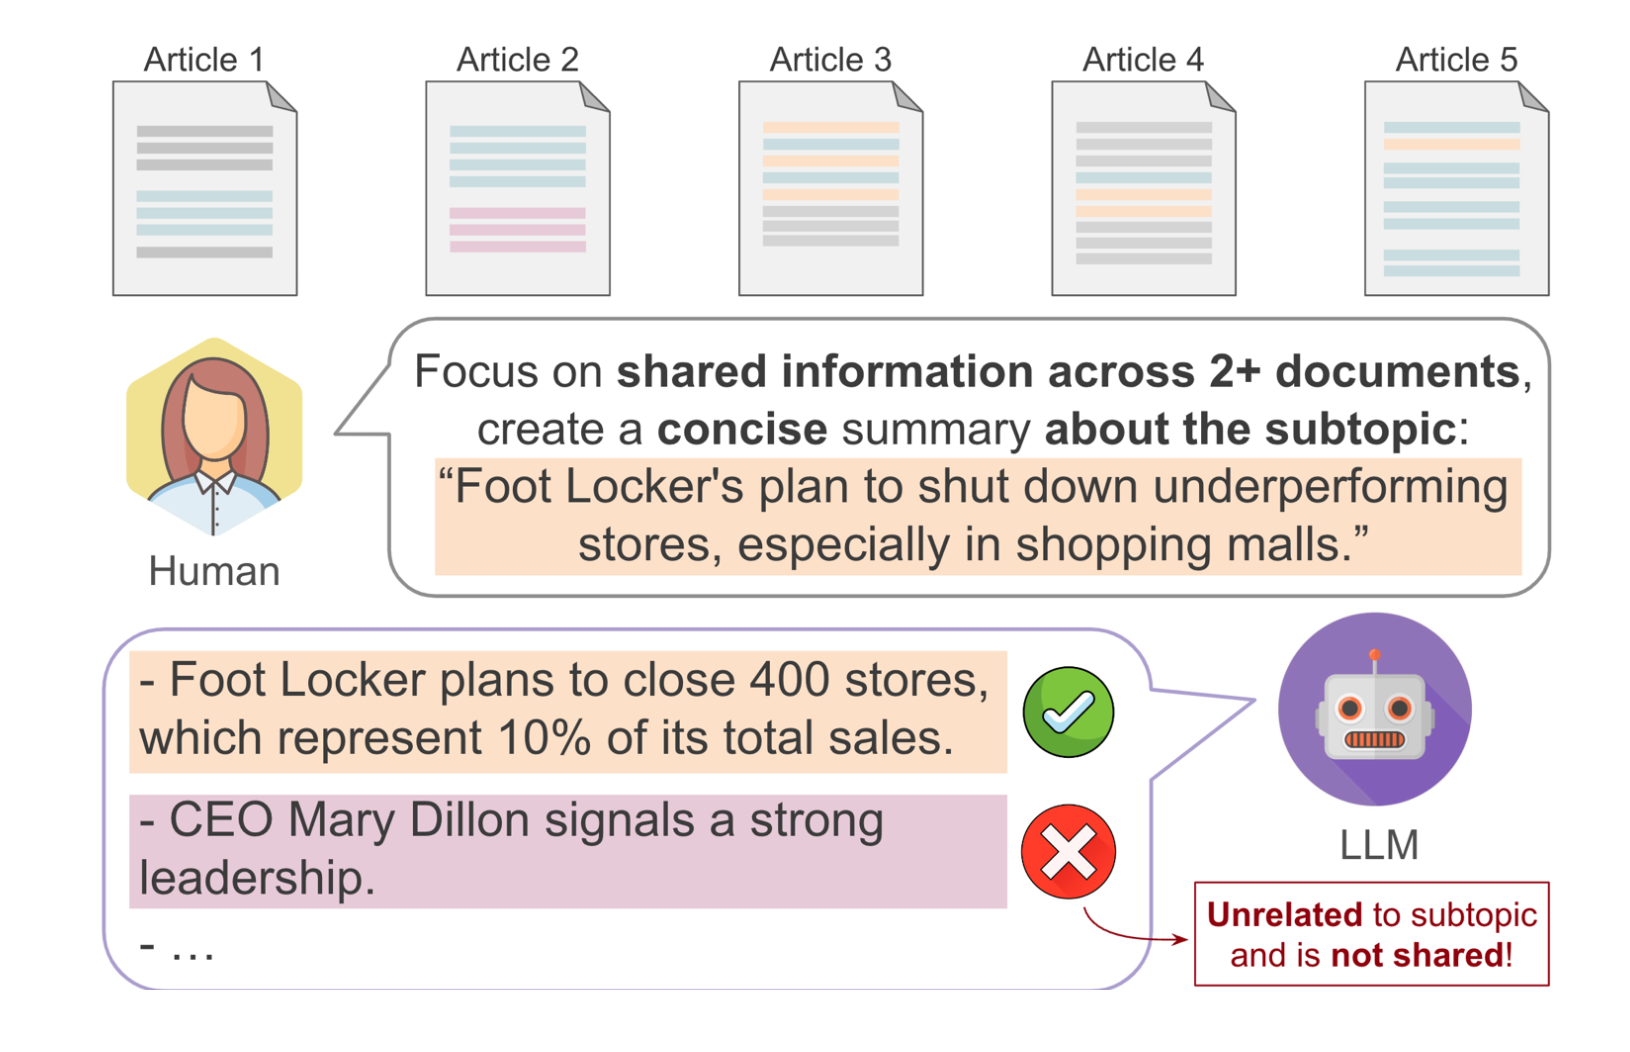 Article 1
Article 2
Article 3
Article 4
Article 5
Focus on shared information across 2+ documents,
create a concise summary about the subtopic:
“Foot Locker's plan to shut down underperforming
stores, especially in shopping malls.”
Human
- Foot Locker plans to close 400 stores,
which represent 10% of its total sales.
- CEO Mary Dillon signals a strong
leadership.
- …
LLM
Unrelated to subtopic
and is not shared!